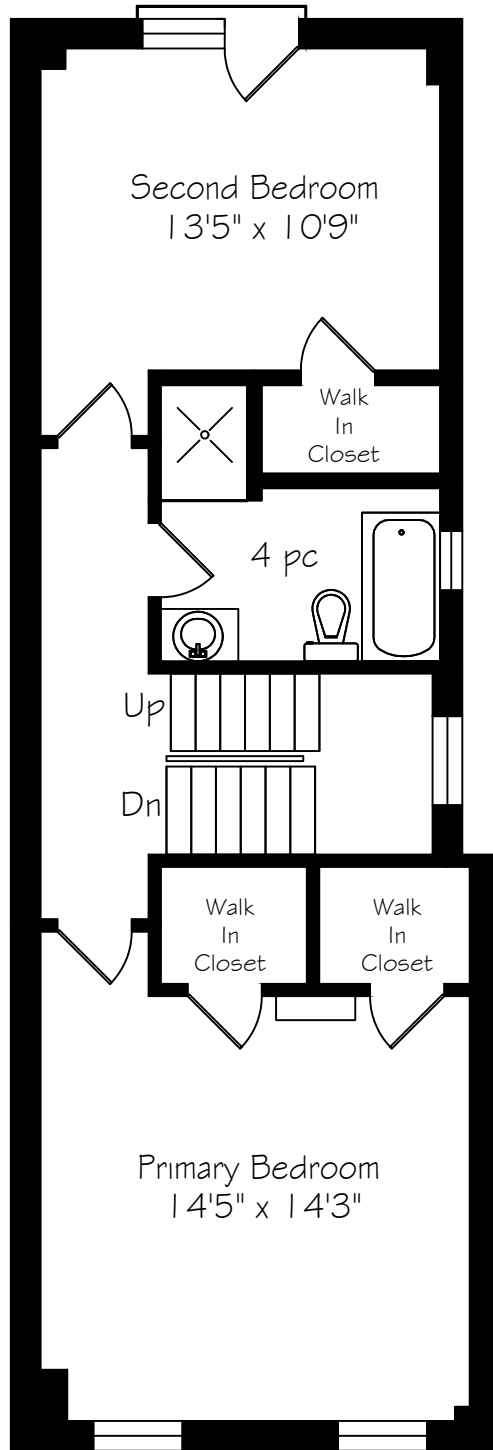 Second Bedroom
13'5" x 10'9"
Walk
In
Closet
4 pc
Up
Dn
Walk
In
Closet
Walk
In
Closet
Primary Bedroom
14'5" x 14'3"